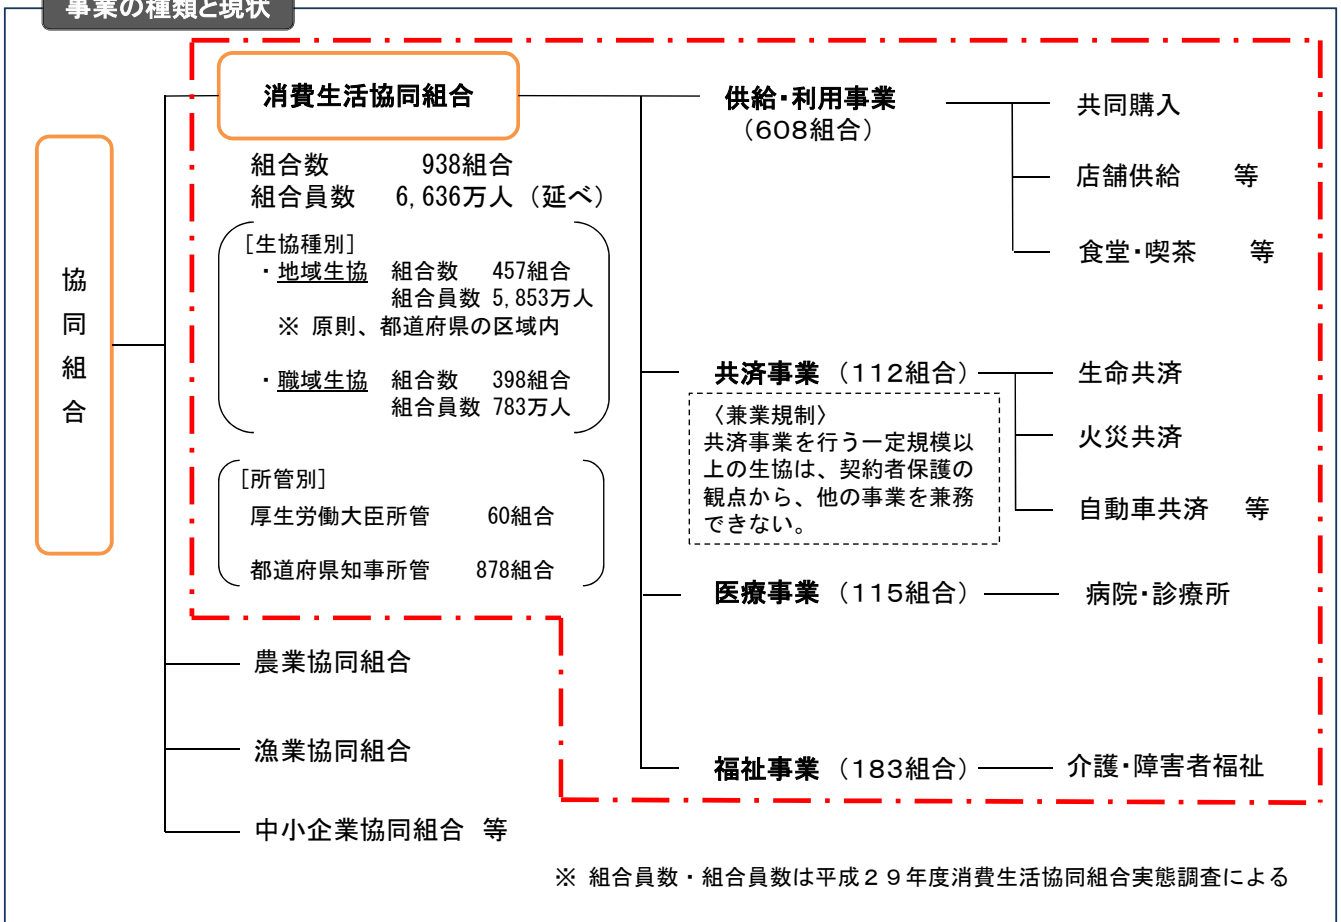 事業の種類と現状
協同組合
消費生活協同組合
組合数 938組合
組合員数 6,636万人（延べ）
［生協種別］
・地域生協 組合数 457組合
組合員数 5,853万人
※ 原則、都道府県の区域内
・職域生協 組合数 398組合
組合員数 783万人
［所管別］
厚生労働大臣所管 60組合
都道府県知事所管 878組合
農業協同組合
漁業協同組合
中小企業協同組合 等
供給・利用事業
（608組合）
共同購入
店舗供給 等
食堂・喫茶 等
共済事業（112組合）
〈兼業規制〉
共済事業を行う一定規模以
上の生協は、契約者保護の
観点から、他の事業を兼務
できない。
生命共済
火災共済
自動車共済 等
医療事業（115組合）
病院・診療所
福祉事業（183組合）
介護・障害者福祉
※ 組合員数・組合員数は平成２９年度消費生活協同組合実態調査による